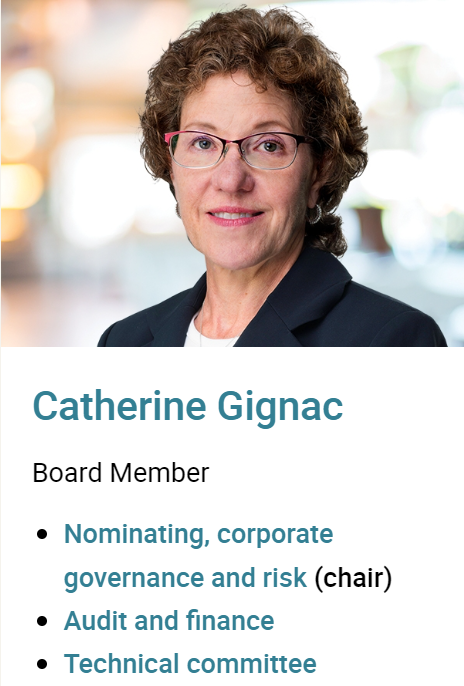 Catherine Gignac
Board Member
Nominating, corporate
governance and risk (chair)
Audit and finance
Technical committee